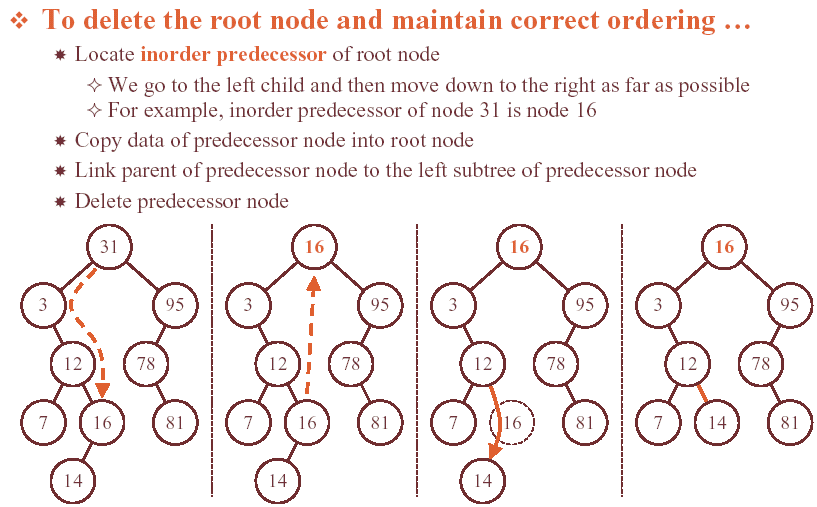 ❖ To delete the root node and maintain correct ordering …
✷ Locate inorder predecessor of root node
✧ We go to the left child and then move down to the right as far as possible
✧ For example, inorder predecessor of node 31 is node 16
✷ Copy data of predecessor node into root node
✷ Link parent of predecessor node to the left subtree of predecessor node
✷ Delete predecessor node
31 16 16 16
3 95 3 95 3 95 3 95
12 78 12 78 12 78 12 78
7 16 81 7 16 81 7 16 81 7 14 81
14 14 14